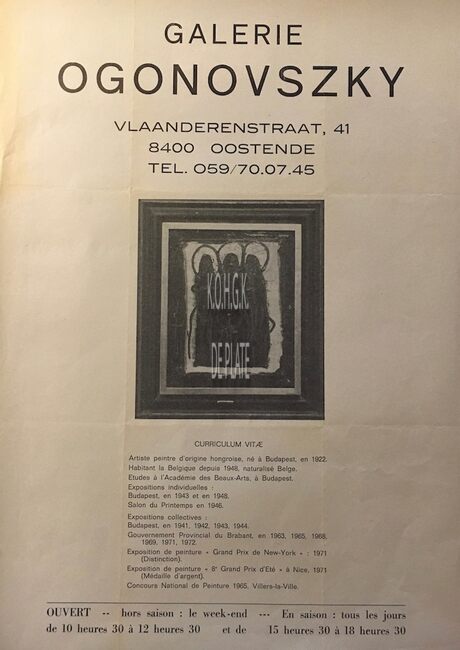 GALERIE
OGONOVSZKY
VLAANDERENSTRAAT, 41
8400 OOSTENDE
TEL. 059/70.07.45
K.O.H.G.K.
DE PLATE
CURRICULUM VITÆ
Artiste peintre d'origine hongroise, né à Budapest, en 1922.
Habitant la Belgique depuis 1948, naturalisé Belge.
Etudes à l'Académie des Beaux-Arts, à Budapest.
Expositions individuelles :
Budapest, en 1943 et en 1948.
Salon du Printemps en 1946.
Expositions collectives :
Budapest, en 1941, 1942, 1943, 1944.
Gouvernement Provincial du Brabant, en 1963, 1965, 1968,
1969, 1971, 1972.
Exposition de peinture « Grand Prix de New-York » : 1971
(Distinction).
Exposition de peinture « 8e Grand Prix d'Eté » à Nice, 1971
(Médaille d'argent).
Concours National de Peinture 1965, Villers-la-Ville.
OUVERT -- hors saison : le week-end --- En saison : tous les jours
de 10 heures 30 à 12 heures 30 et de 15 heures 30 à 18 heures 30